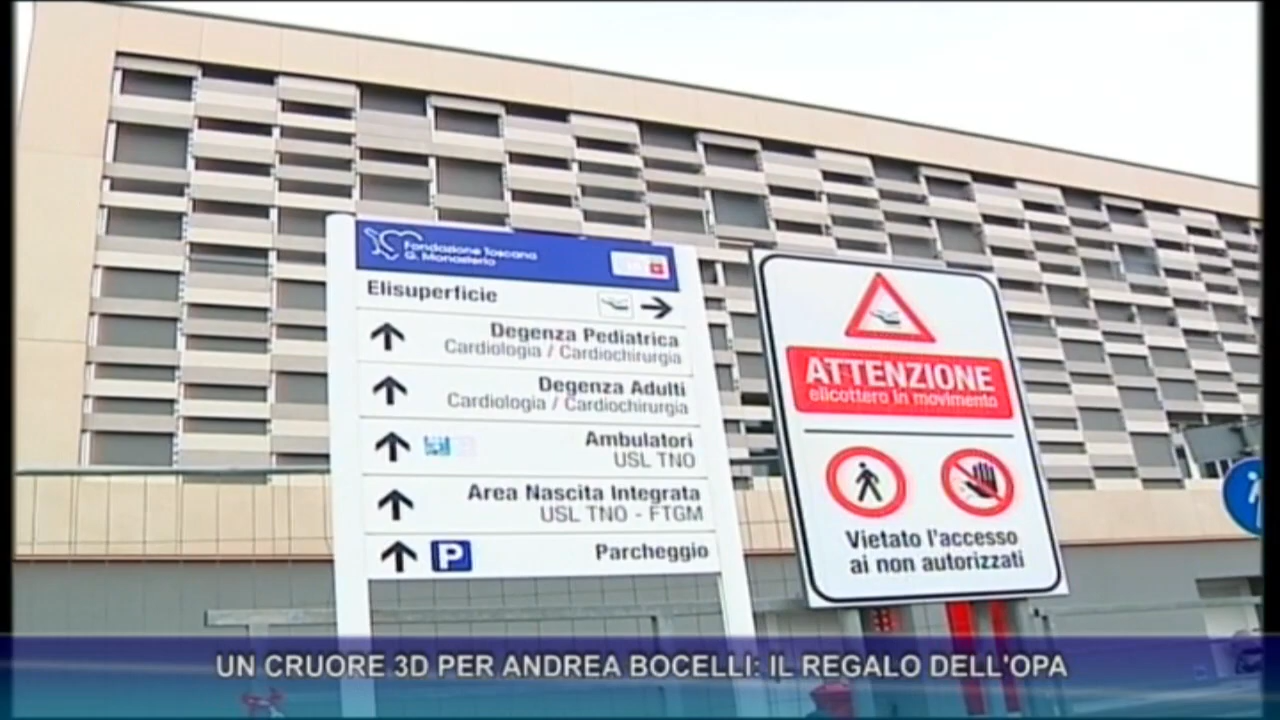 Fondazione Toscana
G. Monasterio
Elisuperficie
Degenza Pediatrica
Cardiologia / Cardiochirurgia
Degenza Adulti
Cardiologia / Cardiochirurgia
Ambulatori
USL TNO
Area Nascita Integrata
USL TNO - FTGM
P Parcheggio
ATTENZIONE
elicottero in movimento
Vietato l'accesso
ai non autorizzati
UN CRUORE 3D PER ANDREA BOCELLI: IL REGALO DELL'OPA